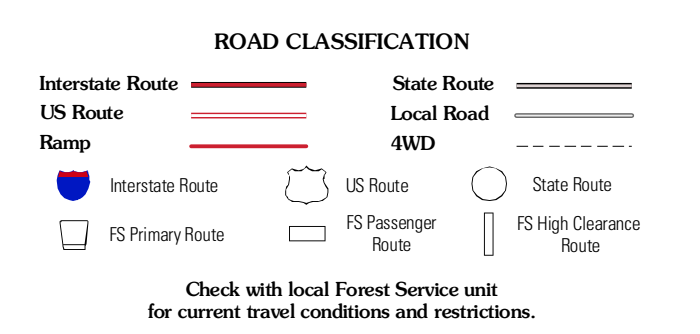 ROAD CLASSIFICATION
Interstate Route
State Route
US Route
Local Road
Ramp
4WD
Interstate Route
US Route
State Route
FS Primary Route
FS Passenger
Route
FS High Clearance
Route
Check with local Forest Service unit
for current travel conditions and restrictions.